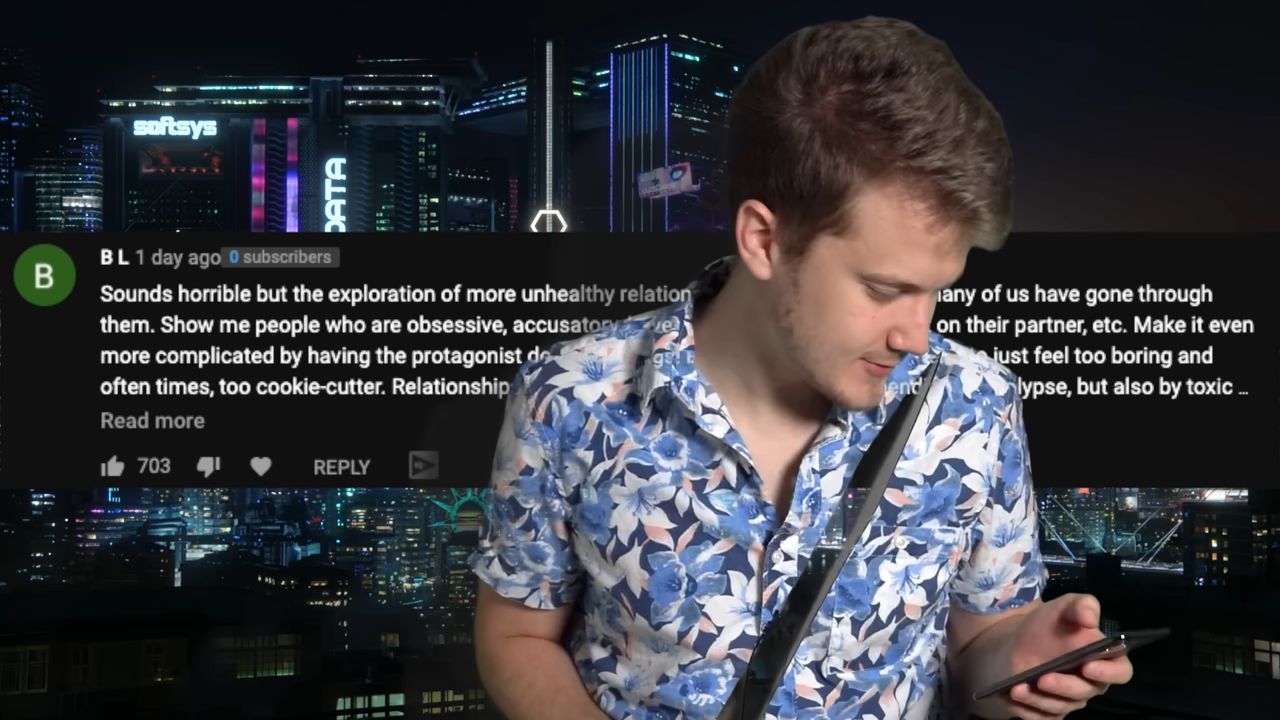 softsys
DATA
B
B L 1 day ago 0 subscribers
Sounds horrible but the exploration of more unhealthy relation any of us have gone through
them. Show me people who are obsessive, accusatory on their partner, etc. Make it even
more complicated by having the protagonist do just feel too boring and
often times, too cookie-cutter. Relationship lypse, but also by toxic ...
Read more
703 REPLY